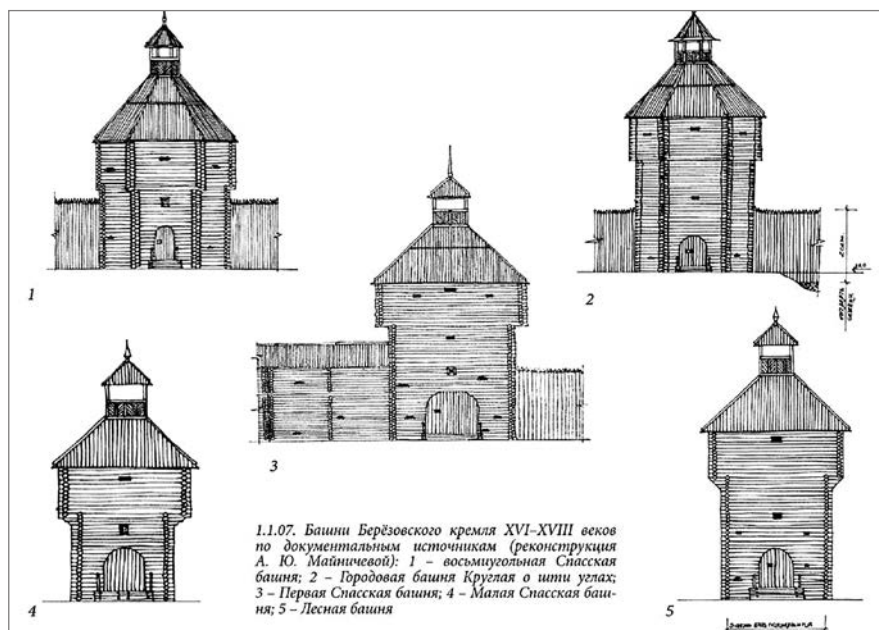 1
2
3
4
1.1.07. Башни Берёзовского кремля XVI–XVIII веков
по документальным источникам (реконструкция
А. Ю. Майничевой): 1 – восьмиугольная Спасская
башня; 2 – Городовая башня Круглая о шти углах;
3 – Первая Спасская башня; 4 – Малая Спасская баш-
ня; 5 – Лесная башня
5